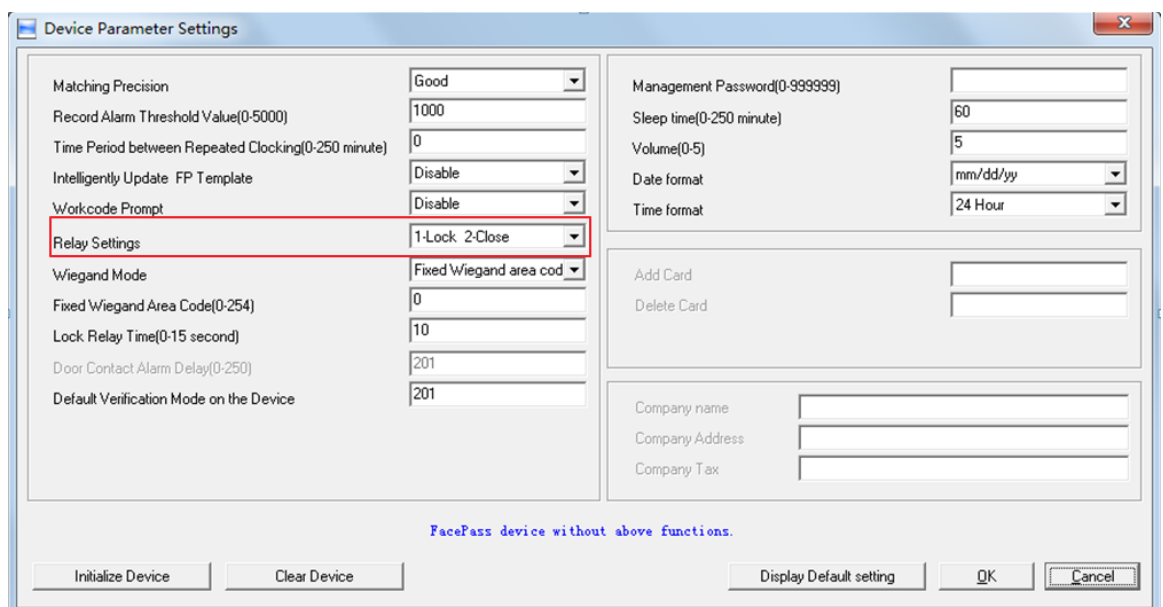 Device Parameter Settings
Matching Precision Good
Record Alarm Threshold Value(0-5000) 1000
Time Period between Repeated Clocking(0-250 minute) 0
Intelligently Update FP Template Disable
Workcode Prompt Disable
Relay Settings 1-Lock 2-Close
Wiegand Mode Fixed Wiegand area cod
Fixed Wiegand Area Code(0-254) 0
Lock Relay Time(0-15 second) 10
Door Contact Alarm Delay(0-250) 201
Default Verification Mode on the Device 201
Management Password(0-999999)
Sleep time(0-250 minute) 60
Volume(0-5) 5
Date format mm/dd/yy
Time format 24 Hour
Add Card
Delete Card
Company name
Company Address
Company Tax
FacePass device without above functions.
Initialize Device Clear Device Display Default setting OK Cancel